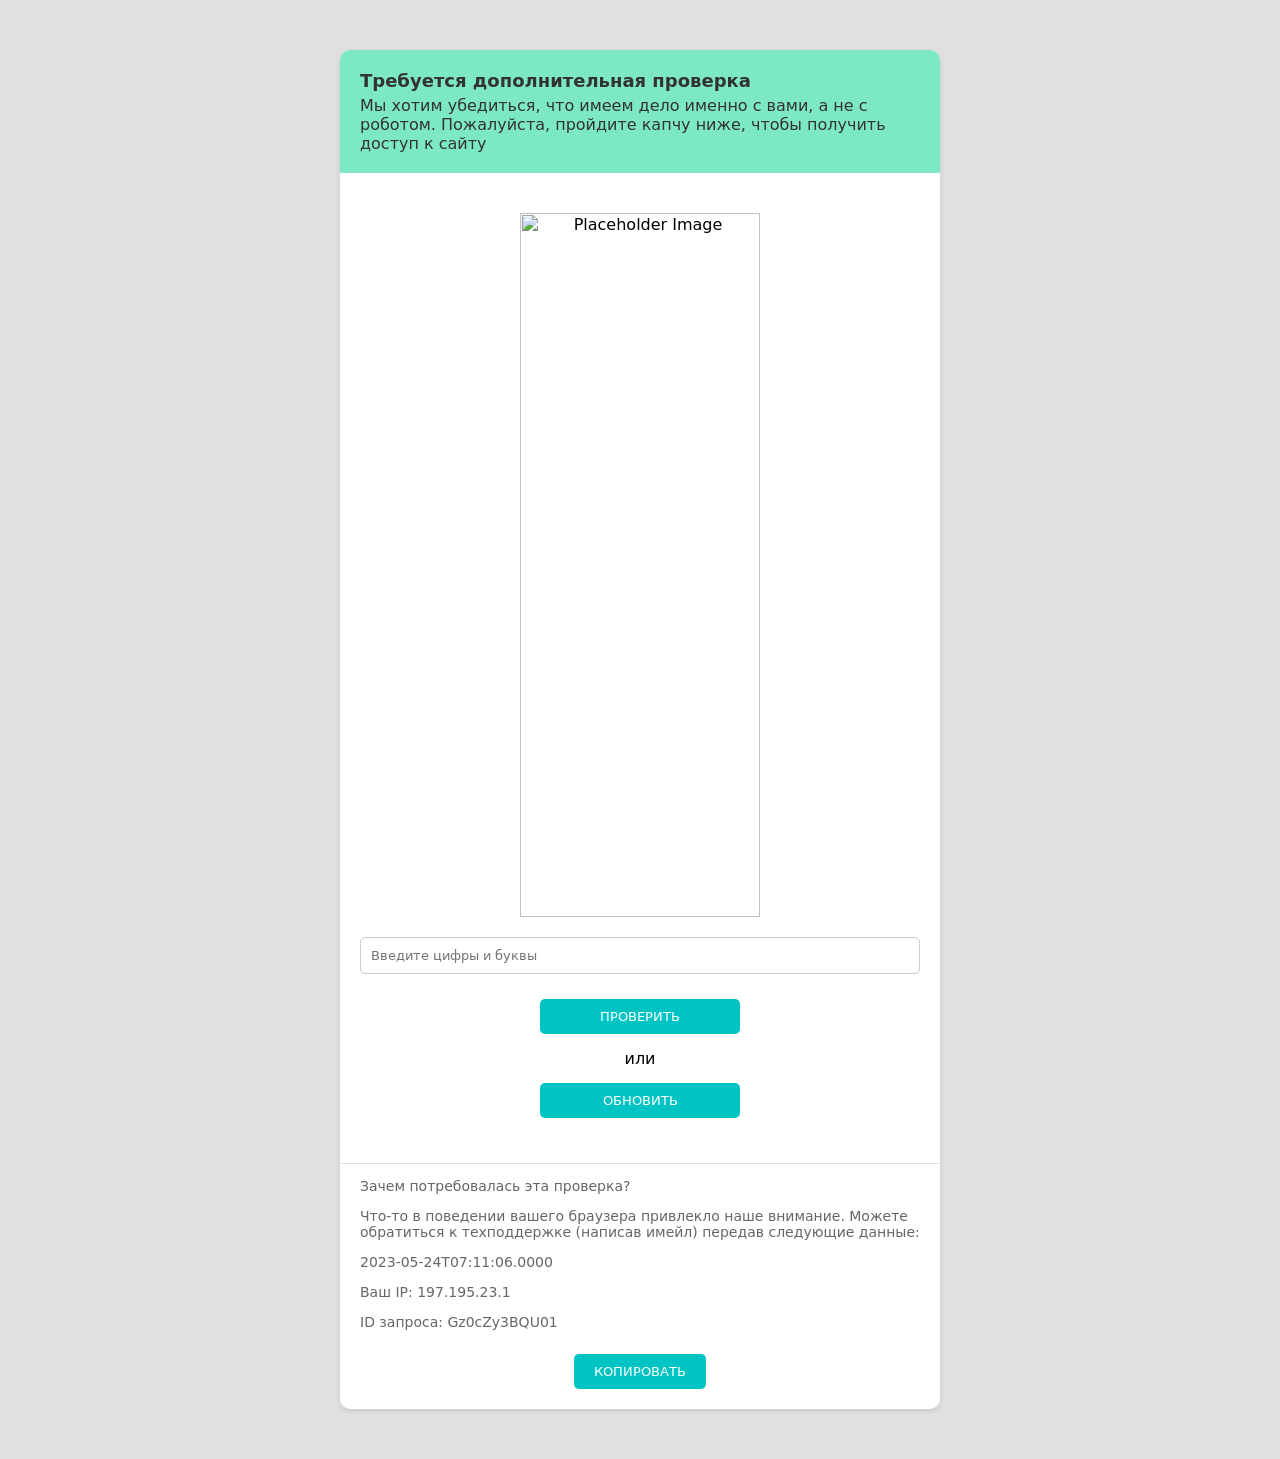 Требуется дополнительная проверка
Мы хотим убедиться, что имеем дело именно с вами, а не с
роботом. Пожалуйста, пройдите капчу ниже, чтобы получить
доступ к сайту
Placeholder Image
Введите цифры и буквы
ПРОВЕРИТЬ
или
ОБНОВИТЬ
Зачем потребовалась эта проверка?
Что-то в поведении вашего браузера привлекло наше внимание. Можете
обратиться к техподдержке (написав имейл) передав следующие данные:
2023-05-24T07:11:06.0000
Ваш IP: 197.195.23.1
ID запроса: Gz0cZy3BQU01
КОПИРОВАТЬ